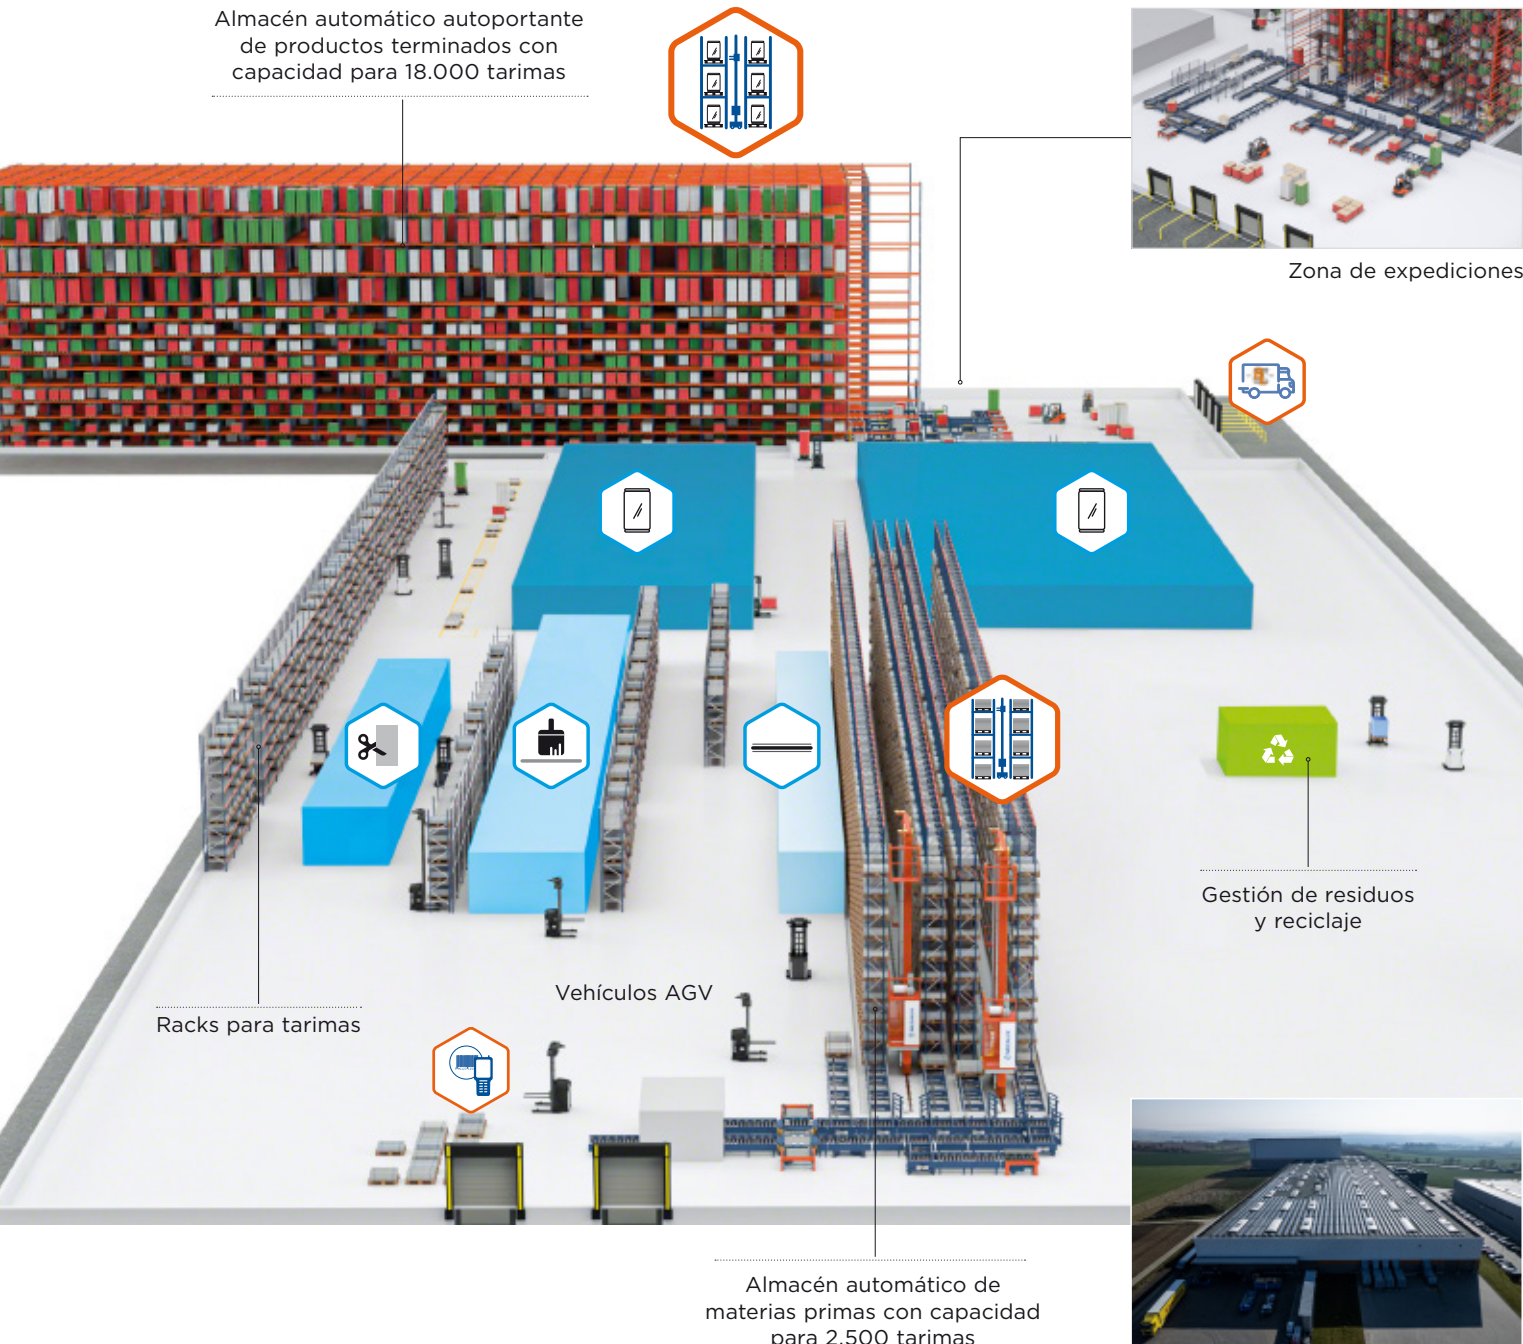 Almacén automático autoportante
de productos terminados con
capacidad para 18.000 tarimas
Zona de expediciones
Gestión de residuos
y reciclaje
Vehículos AGV
Racks para tarimas
Almacén automático de
materias primas con capacidad
para 2.500 tarimas